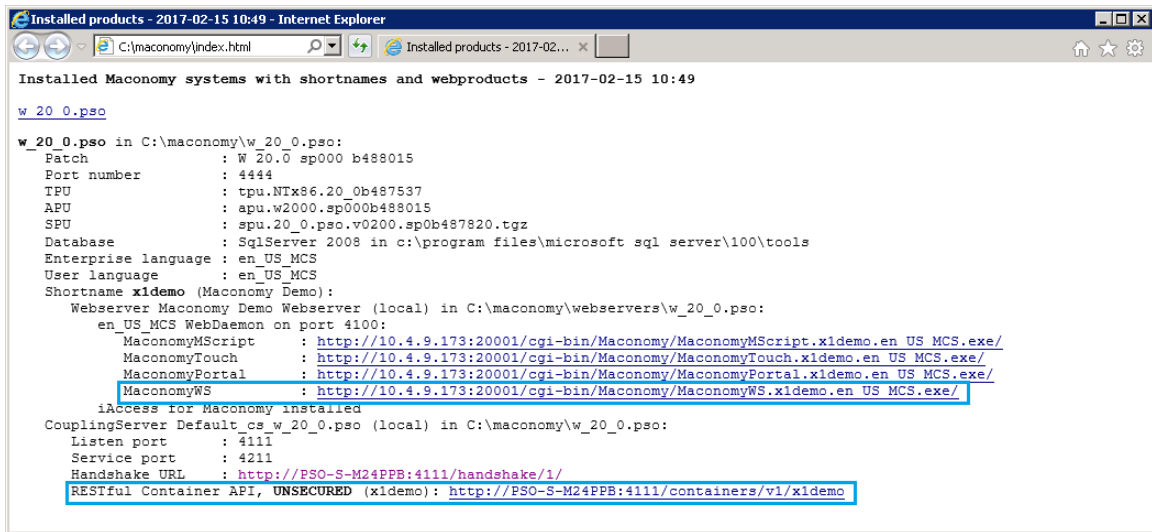 Installed products - 2017-02-15 10:49 - Internet Explorer
C:\maconomy\index.html
Installed products - 2017-02...
Installed Maconomy systems with shortnames and webproducts - 2017-02-15 10:49
w_20_0.pso
w_20_0.pso in C:\maconomy\w_20_0.pso:
Patch : W 20.0 sp000 b488015
Port number : 4444
TPU : tpu.NTx86.20_0b487537
APU : apu.w2000.sp000b488015
SPU : spu.20_0.pso.v0200.sp0b487820.tgz
Database : SqlServer 2008 in c:\program files\microsoft sql server\100\tools
Enterprise language : en_US_MCS
User language : en_US_MCS
Shortname x1demo (Maconomy Demo):
Webserver Maconomy Demo Webserver (local) in C:\maconomy\webservers\w_20_0.pso:
en_US_MCS WebDaemon on port 4100:
MaconomyMScript : http://10.4.9.173:20001/cgi-bin/Maconomy/MaconomyMScript.x1demo.en_US_MCS.exe/
MaconomyTouch : http://10.4.9.173:20001/cgi-bin/Maconomy/MaconomyTouch.x1demo.en_US_MCS.exe/
MaconomyPortal : http://10.4.9.173:20001/cgi-bin/Maconomy/MaconomyPortal.x1demo.en_US_MCS.exe/
MaconomyWS : http://10.4.9.173:20001/cgi-bin/Maconomy/MaconomyWS.x1demo.en_US_MCS.exe/
iAccess for Maconomy installed
CouplingServer Default_cs_w_20_0.pso (local) in C:\maconomy\w_20_0.pso:
Listen port : 4111
Service port : 4211
Handshake URL : http://PSO-S-M24PPB:4111/handshake/1/
RESTful Container API, UNSECURED (x1demo): http://PSO-S-M24PPB:4111/containers/v1/x1demo